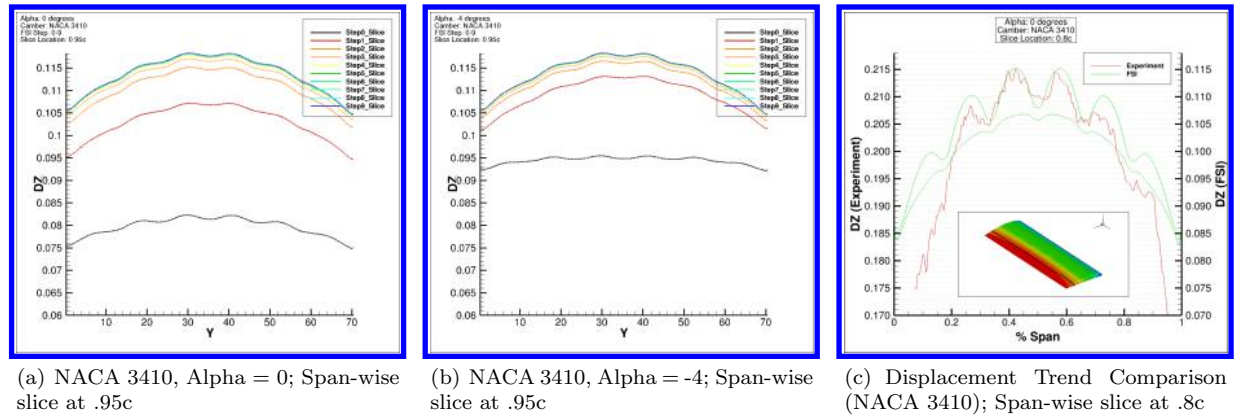 Alpha: 0 degrees
Camber: NACA 3410
FSI Step: 0-9
Slice Location: 0.95c
Step0_Slice
Step1_Slice
Step2_Slice
Step3_Slice
Step4_Slice
Step5_Slice
Step6_Slice
Step7_Slice
Step8_Slice
Step9_Slice
0.115
0.11
0.105
0.1
0.095
DZ
0.09
0.085
0.08
0.075
0.07
0.065
0.06
10 20 30 40 50 60 70
Y
(a) NACA 3410, Alpha = 0; Span-wise
slice at .95c
Alpha: -4 degrees
Camber: NACA 3410
FSI Step: 0-9
Slice Location: 0.95c
Step0_Slice
Step1_Slice
Step2_Slice
Step3_Slice
Step4_Slice
Step5_Slice
Step6_Slice
Step7_Slice
Step8_Slice
Step9_Slice
0.115
0.11
0.105
0.1
0.095
DZ
0.09
0.085
0.08
0.075
0.07
0.065
0.06
10 20 30 40 50 60 70
Y
(b) NACA 3410, Alpha = -4; Span-wise
slice at .95c
Alpha: 0 degrees
Camber: NACA 3410
Slice Location: 0.8c
Experiment
FSI
0.215
0.210
0.205
0.200
0.195
0.190
0.185
0.180
0.175
0.170
DZ (Experiment)
0.115
0.110
0.105
0.100
0.095
0.090
0.085
0.080
0.075
0.070
DZ (FSI)
0 0.2 0.4 0.6 0.8 1
% Span
(c) Displacement Trend Comparison
(NACA 3410); Span-wise slice at .8c